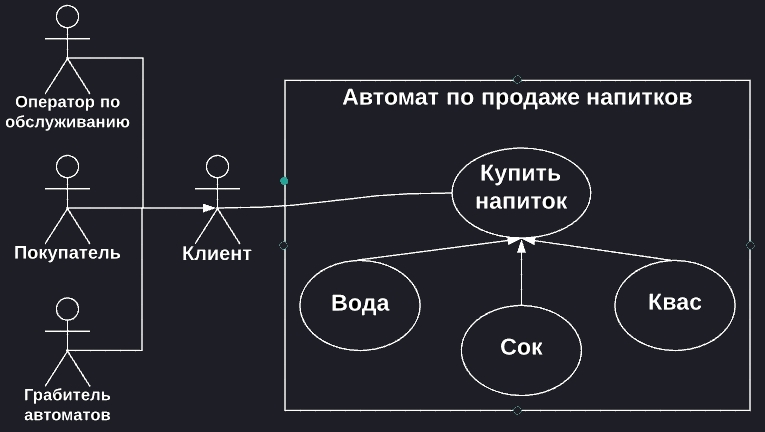 Оператор по
обслуживанию
Автомат по продаже напитков
Купить
напиток
Покупатель
Клиент
Вода
Сок
Квас
Грабитель
автоматов